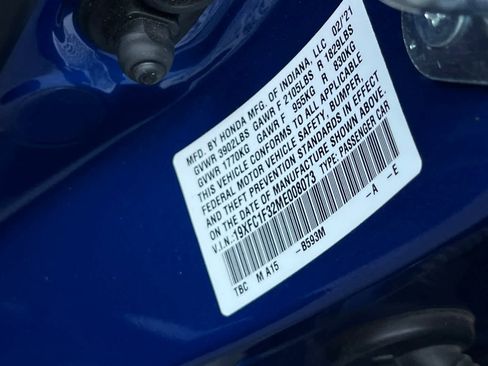 MFD. BY HONDA MFG. OF INDIANA, LLC 02/'21
GVWR 3902LBS GAWR F 2105LBS R 1829LBS
GVWR 1770KG GAWR F 955KG R 830KG
THIS VEHICLE CONFORMS TO ALL APPLICABLE
FEDERAL MOTOR VEHICLE SAFETY, BUMPER,
AND THEFT PREVENTION STANDARDS IN EFFECT
ON THE DATE OF MANUFACTURE SHOWN ABOVE.
V.I.N.:19XFC1F32ME008073 TYPE: PASSENGER CAR
-A -E
-B593M
TBC M A15